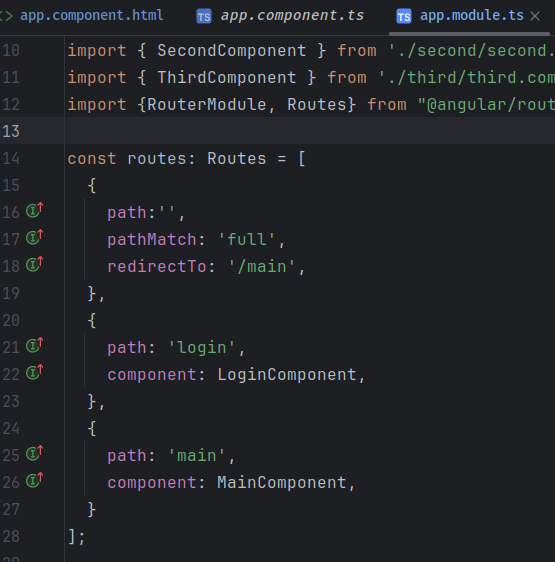 app.component.html
TS app.component.ts
TS app.module.ts
10 import { SecondComponent } from './second/second.
11 import { ThirdComponent } from './third/third.com
12 import {RouterModule, Routes} from "@angular/rout
13
14 const routes: Routes = [
15 {
16 path:'',
17 pathMatch: 'full',
18 redirectTo: '/main',
19 },
20 {
21 path: 'login',
22 component: LoginComponent,
23 },
24 {
25 path: 'main',
26 component: MainComponent,
27 }
28 ];